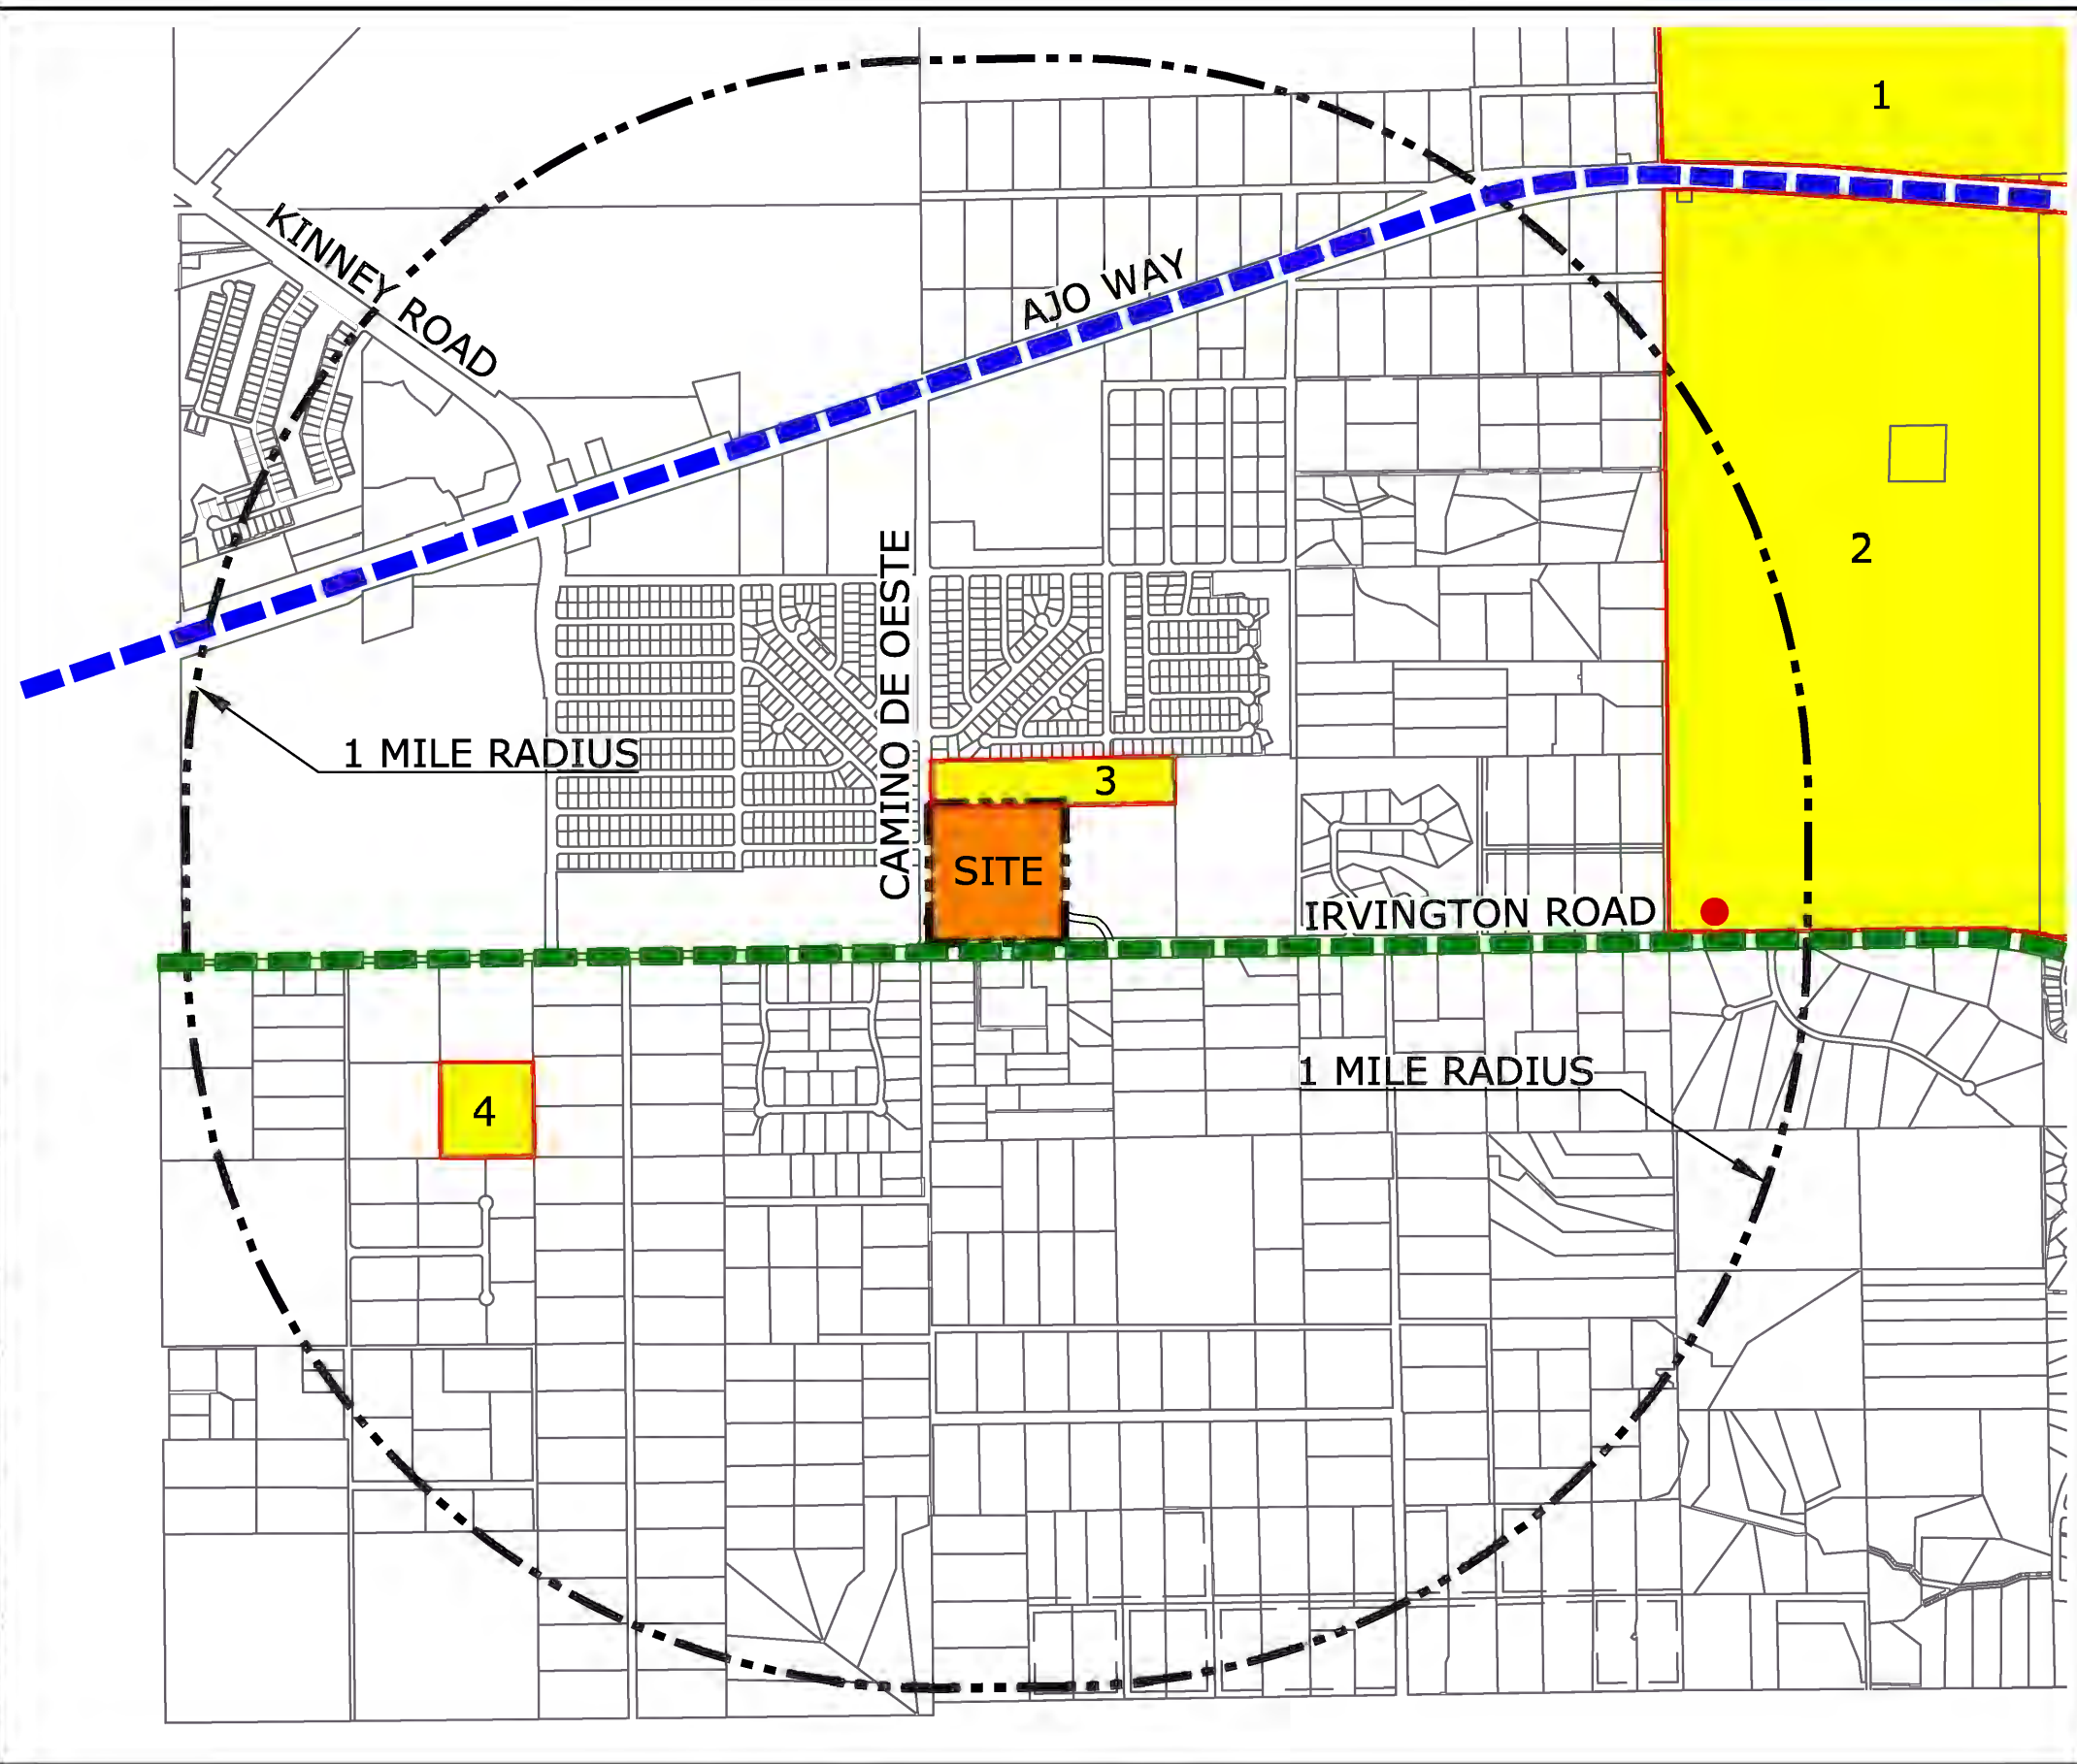 1
KINNEY ROAD
AJO WAY
2
CAMINO DE OESTE
1 MILE RADIUS
3
SITE
IRVINGTON ROAD
1 MILE RADIUS
4